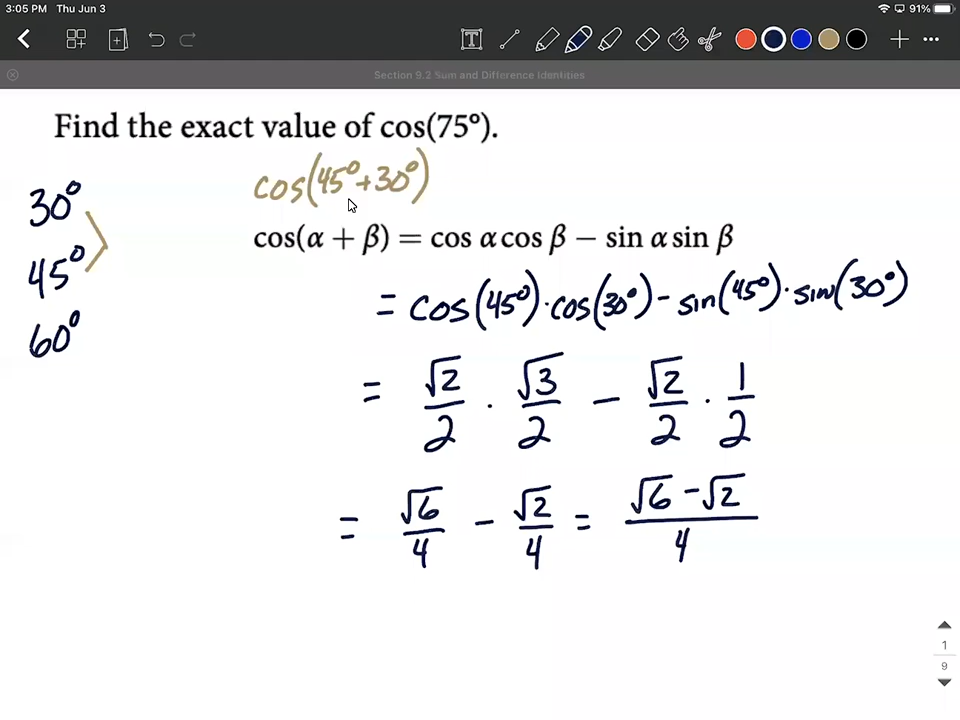 3:05 PM Thu Jun 3 91%
Section 9.2 Sum and Difference Identities
Find the exact value of cos(75°).
cos(45°+30°)
30°
45°
60°
cos(α + β) = cos α cos β − sin α sin β
= cos(45°)·cos(30°) − sin(45°)·sin(30°)
= √2/2 · √3/2 − √2/2 · 1/2
= √6/4 − √2/4 = (√6 − √2)/4
1
9